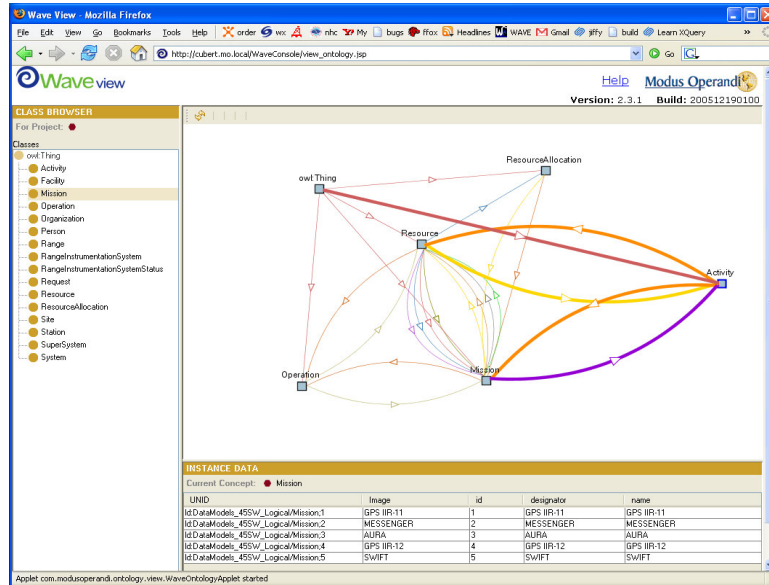 Wave View - Mozilla Firefox
File Edit View Go Bookmarks Tools Help order wx nhc My bugs ffox Headlines WAVE Gmail jiffy build Learn XQuery »
http://cubert.mo.local/WaveConsole/view_ontology.jsp Go
Wave view Help Modus Operandi
Version: 2.3.1 Build: 200512190100
CLASS BROWSER
For Project:
Classes
owl:Thing
Activity
Facility
Mission
Operation
Organization
Person
Range
RangeInstrumentationSystem
RangeInstrumentationSystemStatus
Request
Resource
ResourceAllocation
Site
Station
SuperSystem
System
ResourceAllocation
owl:Thing
Resource
Activity
Operation
Mission
INSTANCE DATA
Current Concept: Mission
UNID Image id designator name
Id:DataModels_45SW_Logical/Mission;1 GPS IIR-11 1 GPS IIR-11 GPS IIR-11
Id:DataModels_45SW_Logical/Mission;2 MESSENGER 2 MESSENGER MESSENGER
Id:DataModels_45SW_Logical/Mission;3 AURA 3 AURA AURA
Id:DataModels_45SW_Logical/Mission;4 GPS IIR-12 4 GPS IIR-12 GPS IIR-12
Id:DataModels_45SW_Logical/Mission;5 SWIFT 5 SWIFT SWIFT
Applet com.modusoperandi.ontology.view.WaveOntologyApplet started